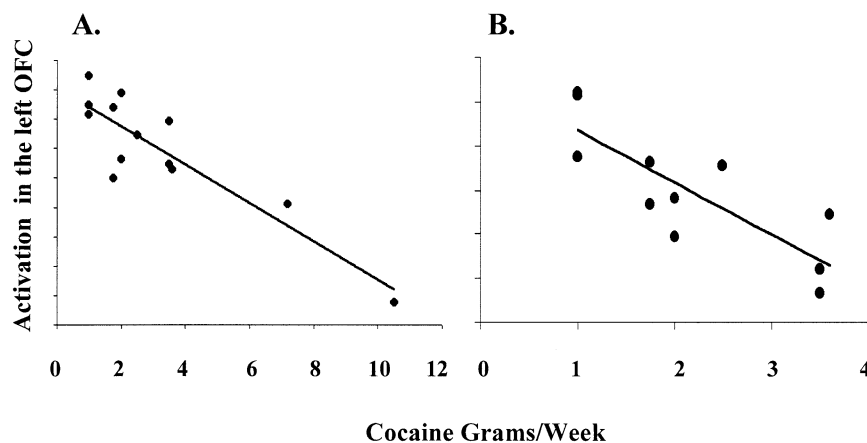 A.
B.
Activation in the left OFC
0 2 4 6 8 10 12
0 1 2 3 4
Cocaine Grams/Week